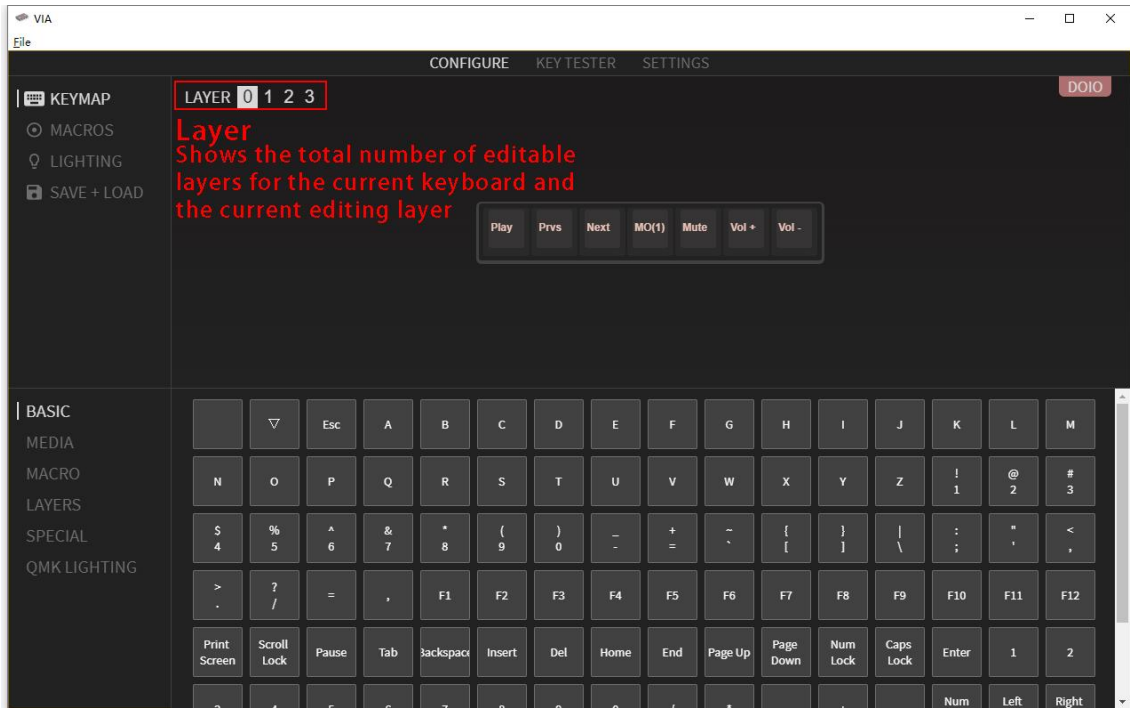 VIA
File
CONFIGURE KEY TESTER SETTINGS
KEYMAP
MACROS
LIGHTING
SAVE + LOAD
LAYER 0 1 2 3
DOIO
Layer
Shows the total number of editable
layers for the current keyboard and
the current editing layer
Play Prvs Next MO(1) Mute Vol + Vol -
BASIC
MEDIA
MACRO
LAYERS
SPECIAL
QMK LIGHTING
▽ Esc A B C D E F G H I J K L M
N O P Q R S T U V W X Y Z ! @ #
1 2 3
$ % ^ & * ( ) _ + ~ { } | : " <
4 5 6 7 8 9 0 - = ` [ ] \ ; ' ,
> ?
. / = , F1 F2 F3 F4 F5 F6 F7 F8 F9 F10 F11 F12
Print Screen Scroll Lock Pause Tab Backspace Insert Del Home End Page Up Page Down Num Lock Caps Lock Enter 1 2
Num Left Right